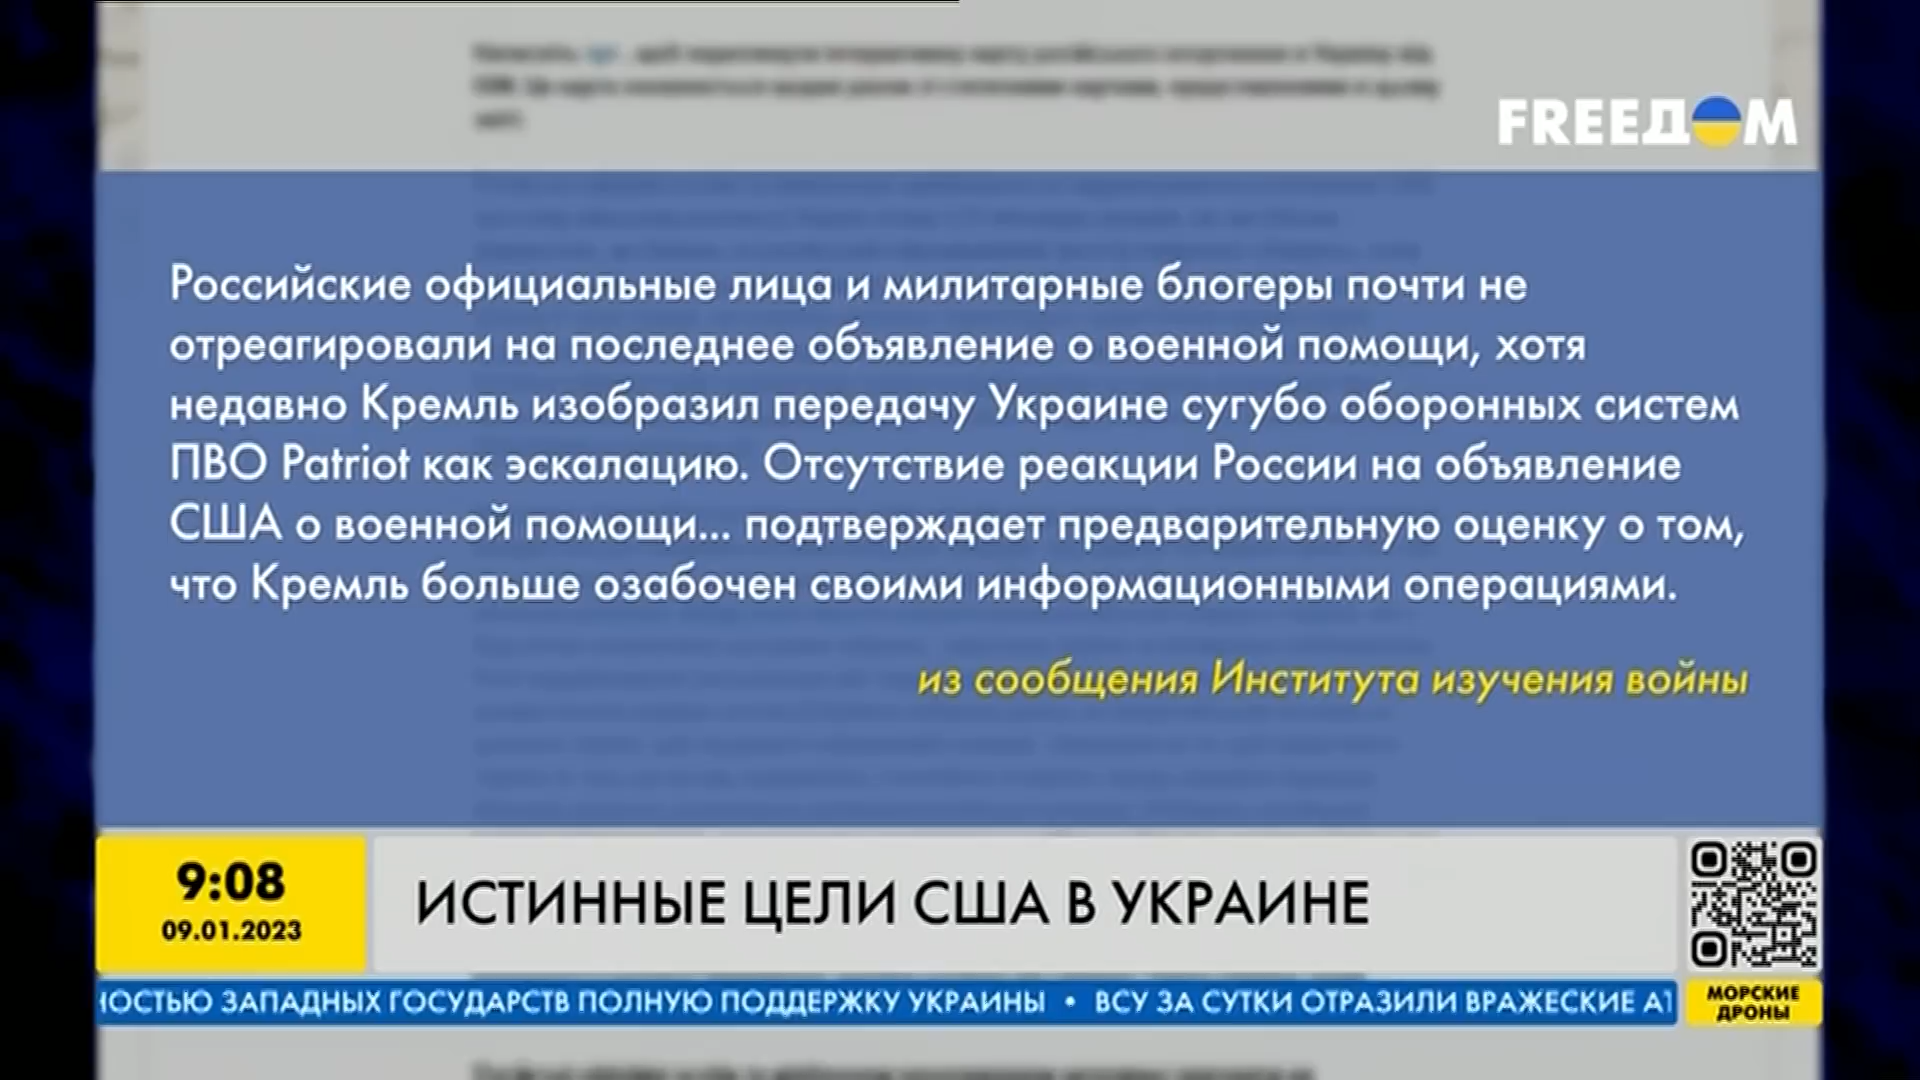 FREEДOM
Российские официальные лица и милитарные блогеры почти не
отреагировали на последнее объявление о военной помощи, хотя
недавно Кремль изобразил передачу Украине сугубо оборонных систем
ПВО Patriot как эскалацию. Отсутствие реакции России на объявление
США о военной помощи... подтверждает предварительную оценку о том,
что Кремль больше озабочен своими информационными операциями.
из сообщения Института изучения войны
9:08
09.01.2023
ИСТИННЫЕ ЦЕЛИ США В УКРАИНЕ
НОСТЬЮ ЗАПАДНЫХ ГОСУДАРСТВ ПОЛНУЮ ПОДДЕРЖКУ УКРАИНЫ • ВСУ ЗА СУТКИ ОТРАЗИЛИ ВРАЖЕСКИЕ АТ
МОРСКИЕ
ДРОНЫ